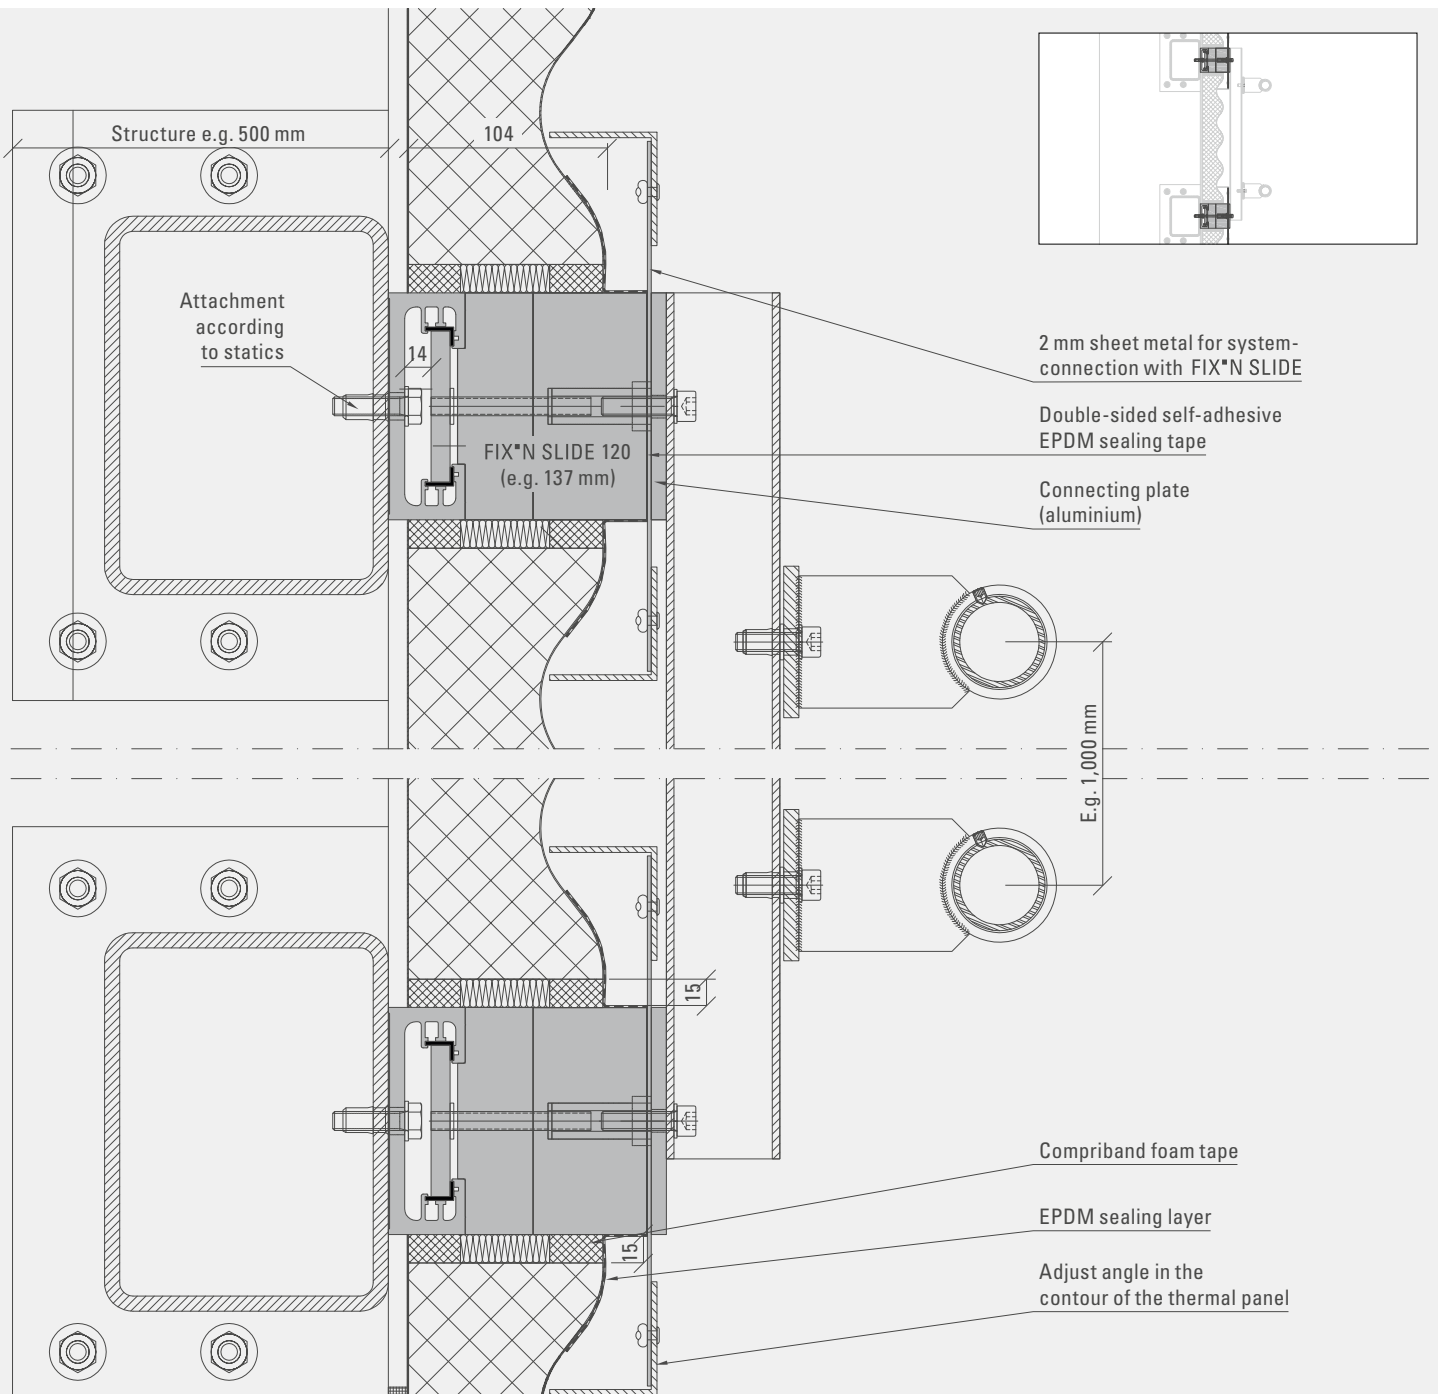 Structure e.g. 500 mm
104
Attachment
according
to statics
14
FIX■N SLIDE 120
(e.g. 137 mm)
2 mm sheet metal for system-
connection with FIX■N SLIDE
Double-sided self-adhesive
EPDM sealing tape
Connecting plate
(aluminium)
E.g. 1,000 mm
15
Compriband foam tape
EPDM sealing layer
15
Adjust angle in the
contour of the thermal panel